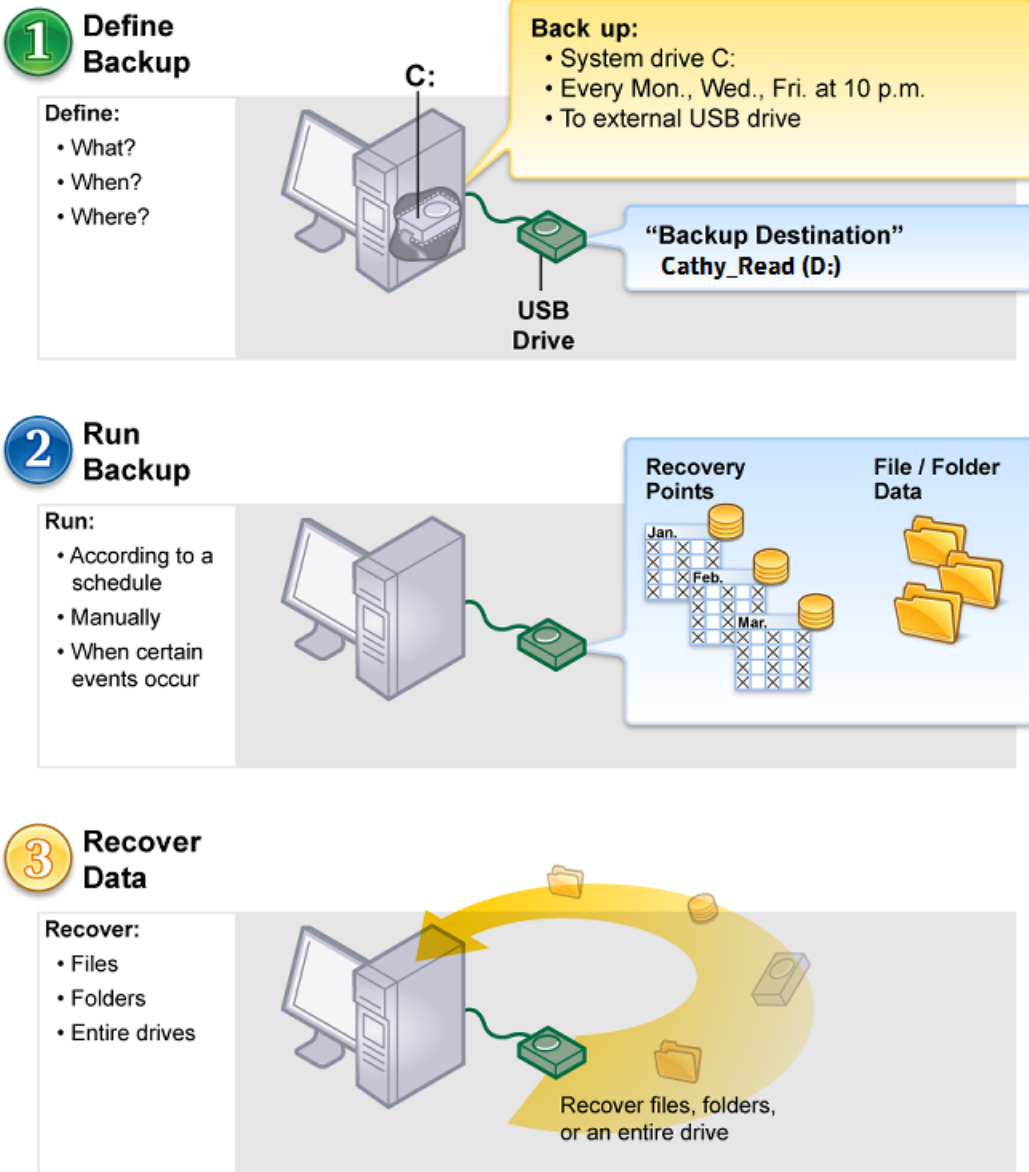 1
Define
Backup
Define:
• What?
• When?
• Where?
C:
Back up:
• System drive C:
• Every Mon., Wed., Fri. at 10 p.m.
• To external USB drive
“Backup Destination”
Cathy_Read (D:)
USB
Drive
2
Run
Backup
Run:
• According to a
schedule
• Manually
• When certain
events occur
Recovery
Points
Jan.
Feb.
Mar.
File / Folder
Data
3
Recover
Data
Recover:
• Files
• Folders
• Entire drives
Recover files, folders,
or an entire drive